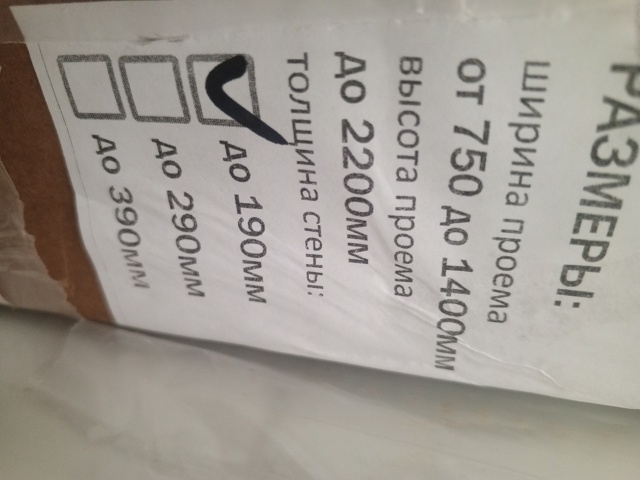 РАЗМЕРЫ:
ширина проема
от 750 до 1400мм
высота проема
до 2200мм
толщина стены:
до 190мм
до 290мм
до 390мм